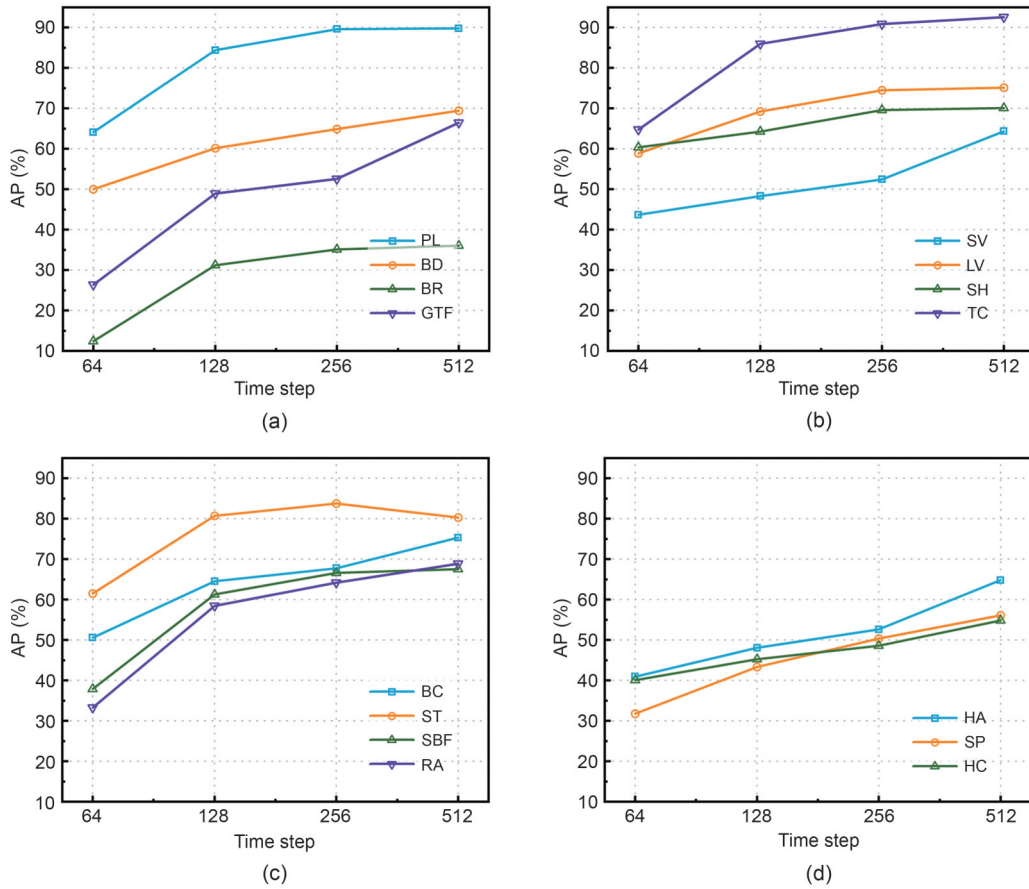 90
80
70
60
50
40
30
20
10
AP (%)
PL
BD
BR
GTF
64 128 256 512
Time step
(a)
90
80
70
60
50
40
30
20
10
AP (%)
SV
LV
SH
TC
64 128 256 512
Time step
(b)
90
80
70
60
50
40
30
20
10
AP (%)
BC
ST
SBF
RA
64 128 256 512
Time step
(c)
90
80
70
60
50
40
30
20
10
AP (%)
HA
SP
HC
64 128 256 512
Time step
(d)